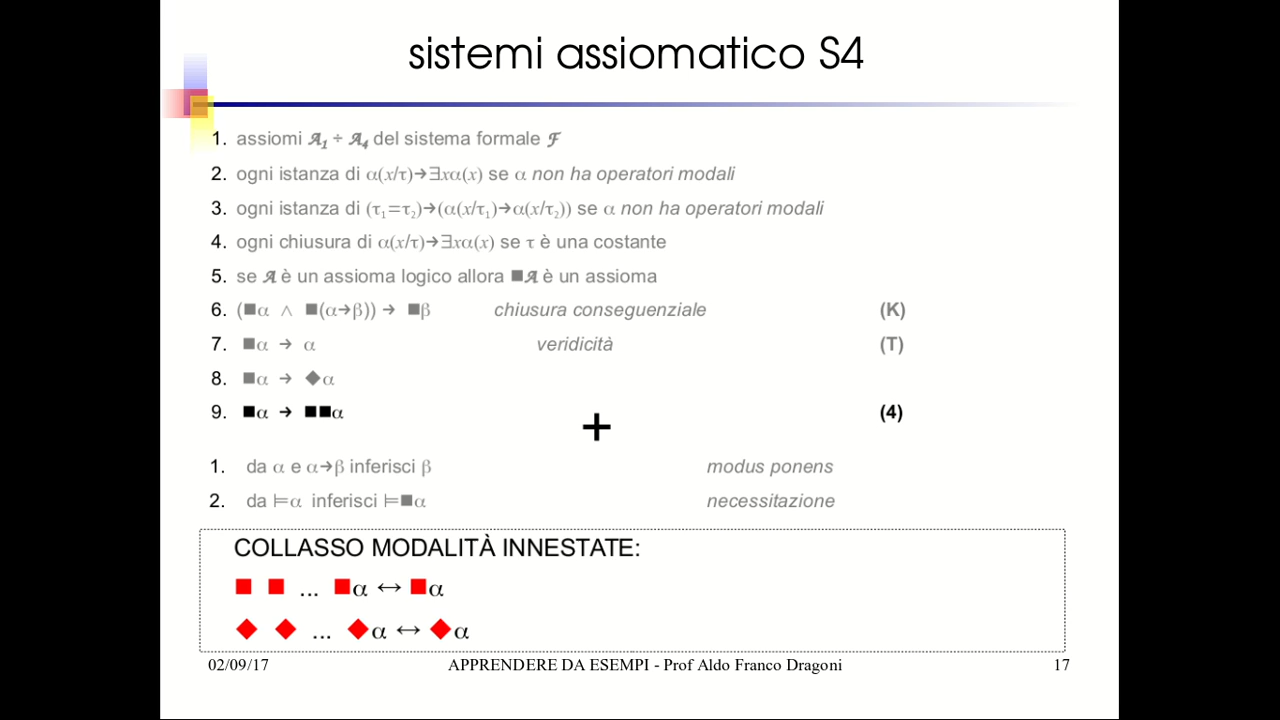 sistemi assiomatico S4
1. assiomi 𝓐₁ ÷ 𝓐₄ del sistema formale 𝓕
2. ogni istanza di α(x/τ)→∃xα(x) se α non ha operatori modali
3. ogni istanza di (τ₁=τ₂)→(α(x/τ₁)→α(x/τ₂)) se α non ha operatori modali
4. ogni chiusura di α(x/τ)→∃xα(x) se τ è una costante
5. se 𝓐 è un assioma logico allora ■𝓐 è un assioma
6. (■α ∧ ■(α→β)) → ■β chiusura conseguenziale (K)
7. ■α → α veridicità (T)
8. ■α → ◆α
9. ■α → ■■α (4)
+
1. da α e α→β inferisci β modus ponens
2. da ⊨α inferisci ⊨■α necessitazione
COLLASSO MODALITÀ INNESTATE:
■ ■ ... ■α ↔ ■α
◆ ◆ ... ◆α ↔ ◆α
02/09/17 APPRENDERE DA ESEMPI - Prof Aldo Franco Dragoni 17